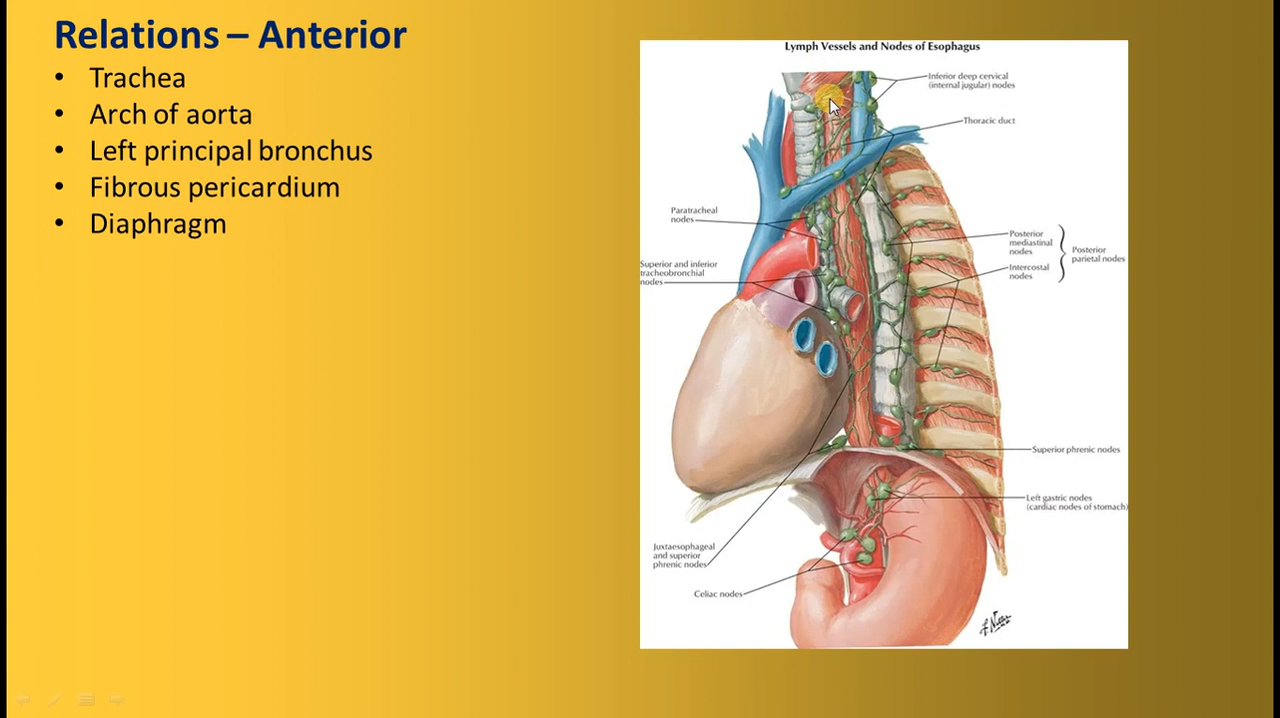 Relations – Anterior
• Trachea
• Arch of aorta
• Left principal bronchus
• Fibrous pericardium
• Diaphragm
Lymph Vessels and Nodes of Esophagus
Inferior deep cervical
(internal jugular) nodes
Thoracic duct
Paratracheal
nodes
Superior and inferior
tracheobronchial
nodes
Posterior
mediastinal
nodes
Intercostal
nodes
Posterior
parietal nodes
Superior phrenic nodes
Left gastric nodes
(cardiac nodes of stomach)
Juxtaesophageal
and superior
phrenic nodes
Celiac nodes